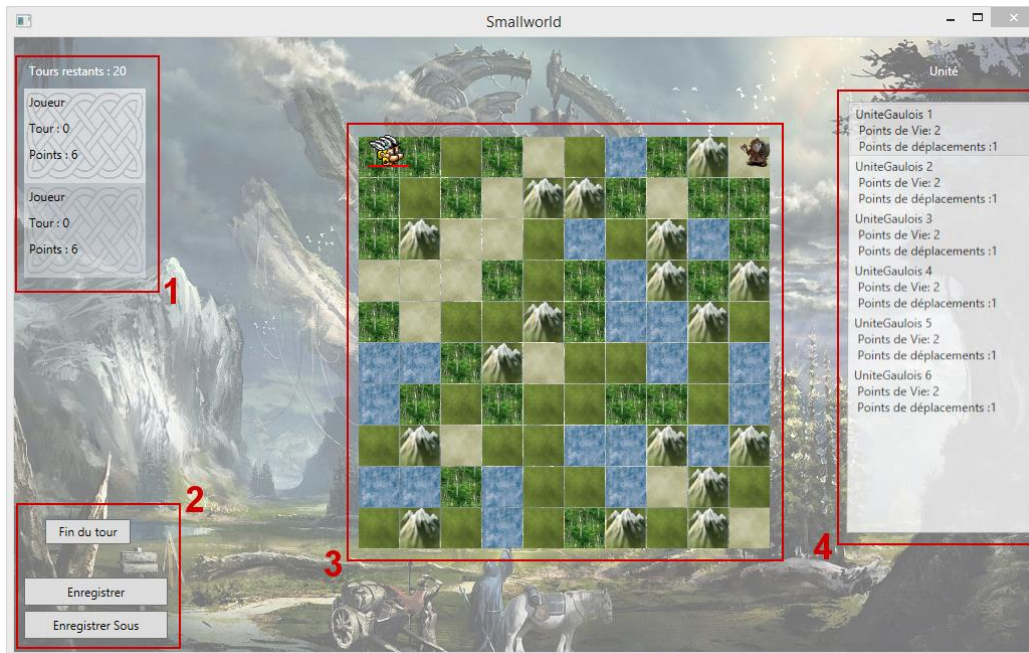 Smallworld
Tours restants : 20
Joueur
Tour : 0
Points : 6
Joueur
Tour : 0
Points : 6
1
2
Fin du tour
Enregistrer
Enregistrer Sous
3
Unité
UniteGaulois 1
Points de Vie: 2
Points de déplacements :1
UniteGaulois 2
Points de Vie: 2
Points de déplacements :1
UniteGaulois 3
Points de Vie: 2
Points de déplacements :1
UniteGaulois 4
Points de Vie: 2
Points de déplacements :1
UniteGaulois 5
Points de Vie: 2
Points de déplacements :1
UniteGaulois 6
Points de Vie: 2
Points de déplacements :1
4